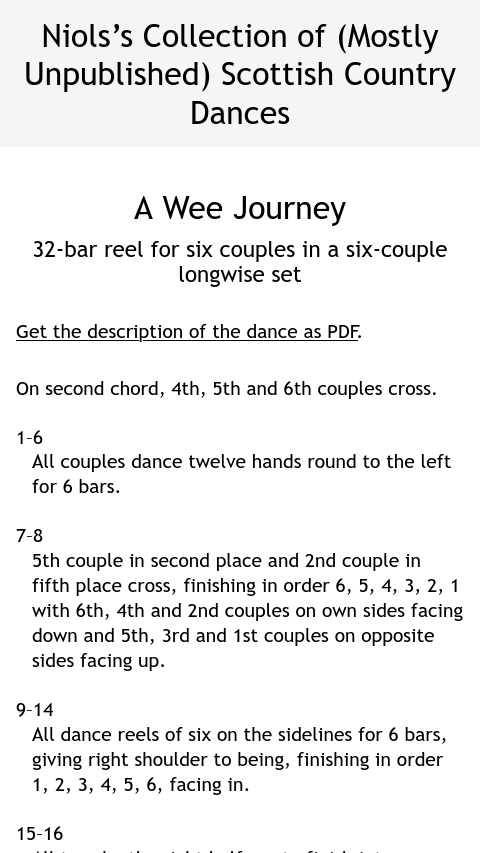 Niols’s Collection of (Mostly
Unpublished) Scottish Country
Dances
A Wee Journey
32-bar reel for six couples in a six-couple
longwise set
Get the description of the dance as PDF.
On second chord, 4th, 5th and 6th couples cross.
1–6
All couples dance twelve hands round to the left
for 6 bars.
7–8
5th couple in second place and 2nd couple in
fifth place cross, finishing in order 6, 5, 4, 3, 2, 1
with 6th, 4th and 2nd couples on own sides facing
down and 5th, 3rd and 1st couples on opposite
sides facing up.
9–14
All dance reels of six on the sidelines for 6 bars,
giving right shoulder to being, finishing in order
1, 2, 3, 4, 5, 6, facing in.
15–16